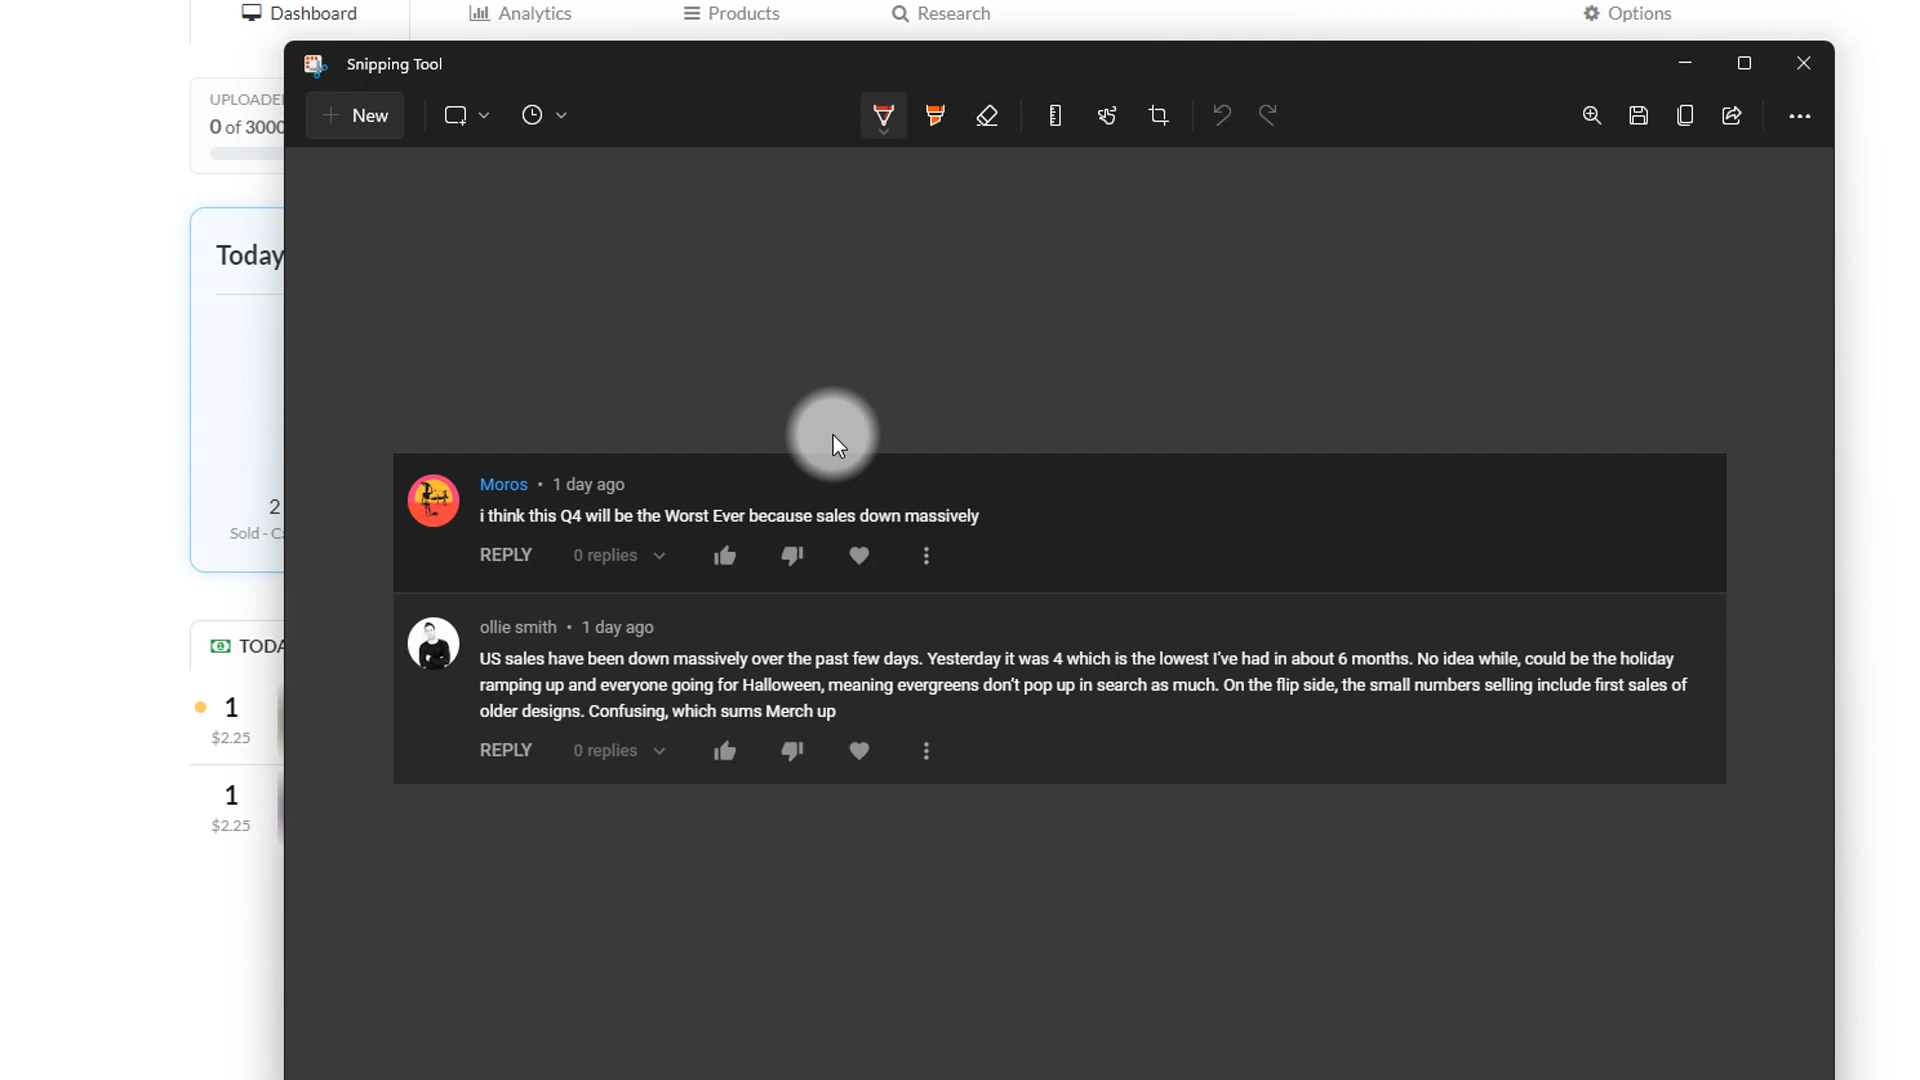 Dashboard
Analytics
Products
Research
Options
Snipping Tool
New
UPLOADE
0 of 3000
Today
2
Sold - Ca
Moros • 1 day ago
i think this Q4 will be the Worst Ever because sales down massively
REPLY 0 replies
ollie smith • 1 day ago
US sales have been down massively over the past few days. Yesterday it was 4 which is the lowest I've had in about 6 months. No idea while, could be the holiday
ramping up and everyone going for Halloween, meaning evergreens don't pop up in search as much. On the flip side, the small numbers selling include first sales of
older designs. Confusing, which sums Merch up
REPLY 0 replies
TODA
1
$2.25
1
$2.25